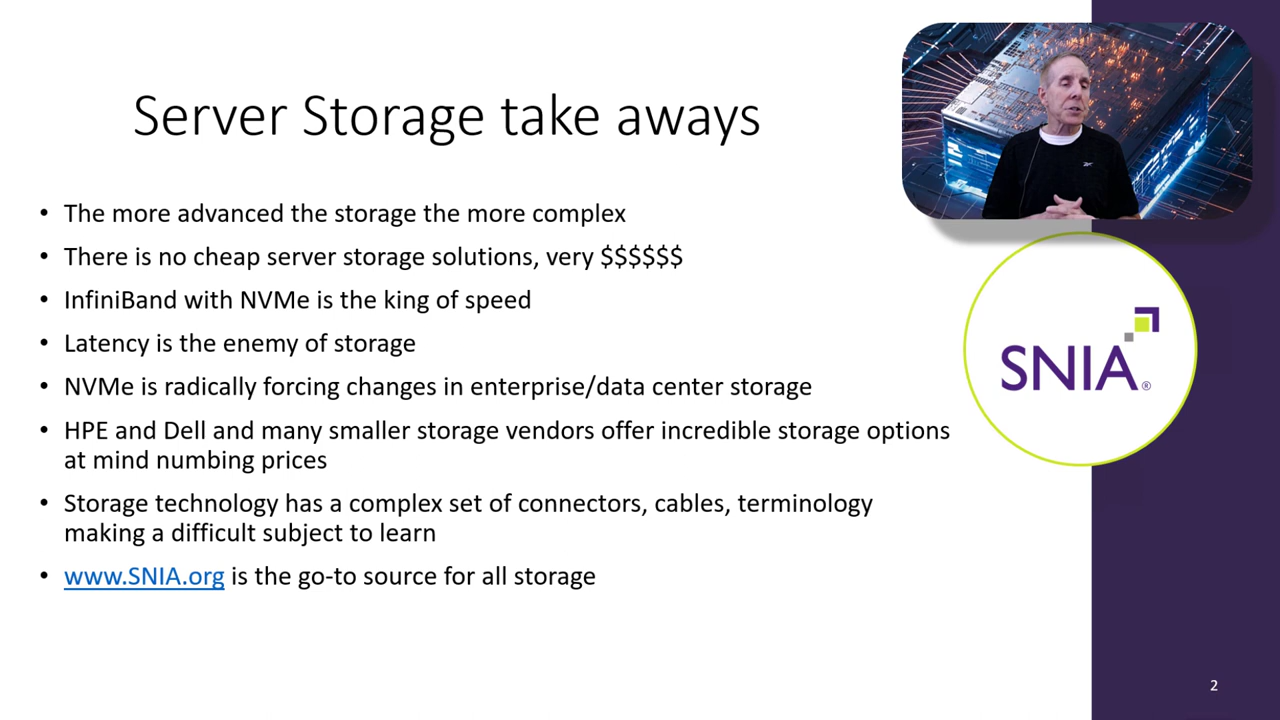 Server Storage take aways
• The more advanced the storage the more complex
• There is no cheap server storage solutions, very $$$$$$
• InfiniBand with NVMe is the king of speed
• Latency is the enemy of storage
• NVMe is radically forcing changes in enterprise/data center storage
• HPE and Dell and many smaller storage vendors offer incredible storage options
at mind numbing prices
• Storage technology has a complex set of connectors, cables, terminology
making a difficult subject to learn
• www.SNIA.org is the go-to source for all storage
SNIA®
2